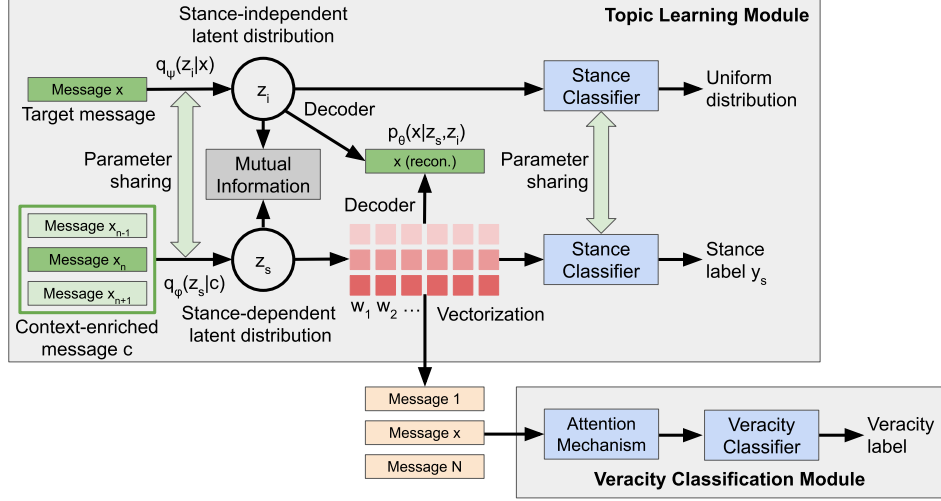 Topic Learning Module
Stance-independent
latent distribution
qψ(zi|x)
Message x
Target message
zi
Decoder
Stance
Classifier
Uniform
distribution
pθ(x|zs,zi)
x (recon.)
Parameter
sharing
Mutual
Information
Parameter
sharing
Decoder
Message xn-1
Message xn
Message xn+1
Context-enriched
message c
qφ(zs|c)
zs
Stance-dependent
latent distribution
w1 w2 ...
Vectorization
Stance
Classifier
Stance
label ys
Message 1
Message x
Message N
Attention
Mechanism
Veracity
Classifier
Veracity
label
Veracity Classification Module